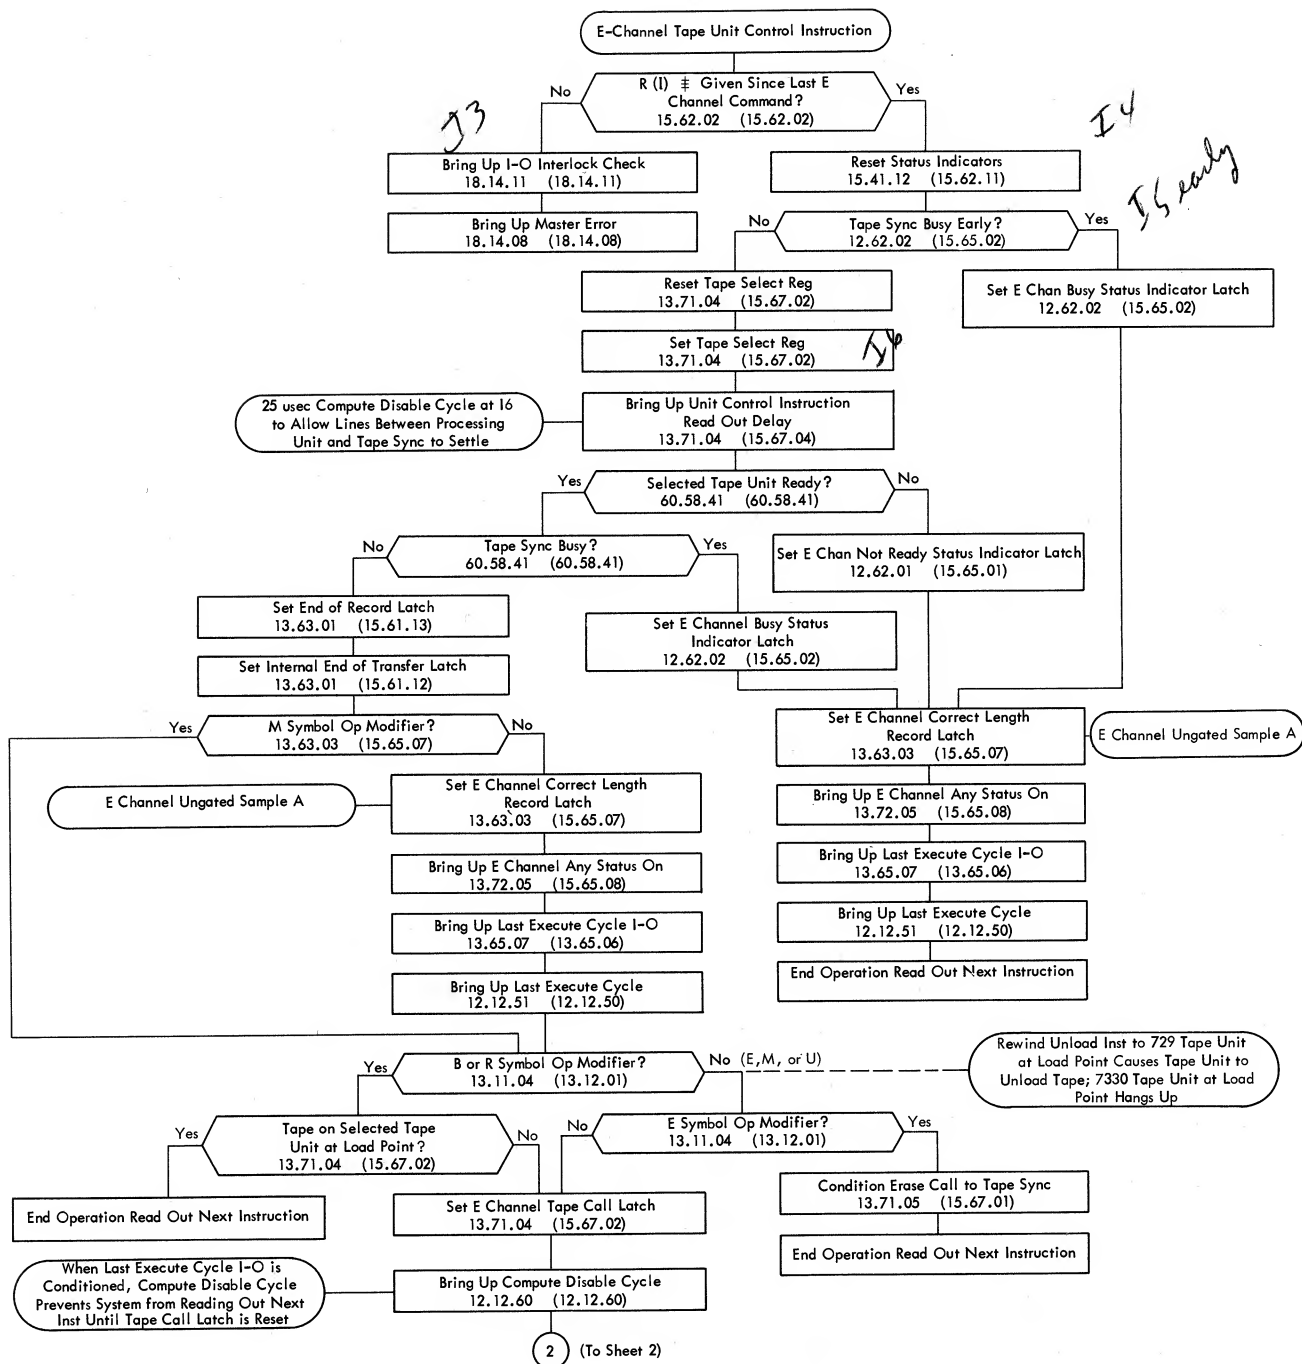 E-Channel Tape Unit Control Instruction
R (I) ⧧ Given Since Last E
Channel Command?
15.62.02 (15.62.02)
No
Yes
I3
I4
I5 early
Bring Up I-O Interlock Check
18.14.11 (18.14.11)
Reset Status Indicators
15.41.12 (15.62.11)
Bring Up Master Error
18.14.08 (18.14.08)
No
Tape Sync Busy Early?
12.62.02 (15.65.02)
Yes
Reset Tape Select Reg
13.71.04 (15.67.02)
Set E Chan Busy Status Indicator Latch
12.62.02 (15.65.02)
Set Tape Select Reg
13.71.04 (15.67.02)
I6
25 usec Compute Disable Cycle at I6
to Allow Lines Between Processing
Unit and Tape Sync to Settle
Bring Up Unit Control Instruction
Read Out Delay
13.71.04 (15.67.04)
Yes
Selected Tape Unit Ready?
60.58.41 (60.58.41)
No
No
Tape Sync Busy?
60.58.41 (60.58.41)
Yes
Set E Chan Not Ready Status Indicator Latch
12.62.01 (15.65.01)
Set End of Record Latch
13.63.01 (15.61.13)
Set E Channel Busy Status
Indicator Latch
12.62.02 (15.65.02)
Set Internal End of Transfer Latch
13.63.01 (15.61.12)
Yes
M Symbol Op Modifier?
13.63.03 (15.65.07)
No
Set E Channel Correct Length
Record Latch
13.63.03 (15.65.07)
E Channel Ungated Sample A
E Channel Ungated Sample A
Set E Channel Correct Length
Record Latch
13.63.03 (15.65.07)
Bring Up E Channel Any Status On
13.72.05 (15.65.08)
Bring Up E Channel Any Status On
13.72.05 (15.65.08)
Bring Up Last Execute Cycle I-O
13.65.07 (13.65.06)
Bring Up Last Execute Cycle I-O
13.65.07 (13.65.06)
Bring Up Last Execute Cycle
12.12.51 (12.12.50)
Bring Up Last Execute Cycle
12.12.51 (12.12.50)
End Operation Read Out Next Instruction
Yes
B or R Symbol Op Modifier?
13.11.04 (13.12.01)
No (E,M, or U)
Rewind Unload Inst to 729 Tape Unit
at Load Point Causes Tape Unit to
Unload Tape; 7330 Tape Unit at Load
Point Hangs Up
Yes
Tape on Selected Tape
Unit at Load Point?
13.71.04 (15.67.02)
No
No
E Symbol Op Modifier?
13.11.04 (13.12.01)
Yes
End Operation Read Out Next Instruction
Set E Channel Tape Call Latch
13.71.04 (15.67.02)
Condition Erase Call to Tape Sync
13.71.05 (15.67.01)
End Operation Read Out Next Instruction
When Last Execute Cycle I-O is
Conditioned, Compute Disable Cycle
Prevents System from Reading Out Next
Inst Until Tape Call Latch is Reset
Bring Up Compute Disable Cycle
12.12.60 (12.12.60)
2 (To Sheet 2)